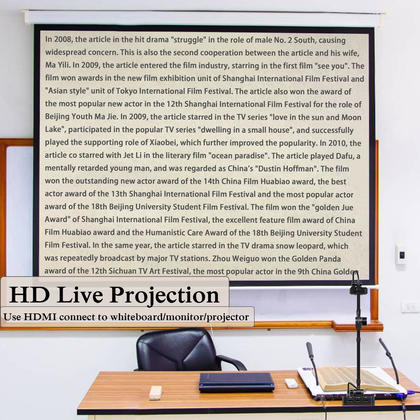 In 2008, the article in the hit drama "struggle" in the role of male No. 2 South, causing
widespread concern. This is also the second cooperation between the article and his wife,
Ma Yili. In 2009, the article entered the film industry, starring in the first film "see you". The
film won awards in the new film exhibition unit of Shanghai International Film Festival and
"Asian style" unit of Tokyo International Film Festival. The article also won the award of
the most popular new actor in the 12th Shanghai International Film Festival for the role of
Beijing Youth Ma Jie. In 2009, the article starred in the TV series "love in the sun and Moon
Lake", participated in the popular TV series "dwelling in a small house", and successfully
played the supporting role of Xiaobei, which further improved the popularity. In 2010, the
article co starred with Jet Li in the literary film "ocean paradise". The article played Dafu, a
mentally retarded young man, and was regarded as China's "Dustin Hoffman". The film
won the outstanding new actor award of the 14th China Film Huabiao award, the best
actor award of the 13th Shanghai International Film Festival and the most popular actor
award of the 18th Beijing University Student Film Festival. The film won the "golden Jue
Award" of Shanghai International Film Festival, the excellent feature film award of China
Film Huabiao award and the Humanistic Care Award of the 18th Beijing University Student
Film Festival. In the same year, the article starred in the TV drama snow leopard, which
was repeatedly broadcast by major TV stations. Zhou Weiguo won the Golden Panda
award of the 12th Sichuan TV Art Festival, the most popular actor in the 9th China Golden
HD Live Projection
Use HDMI connect to whiteboard/monitor/projector